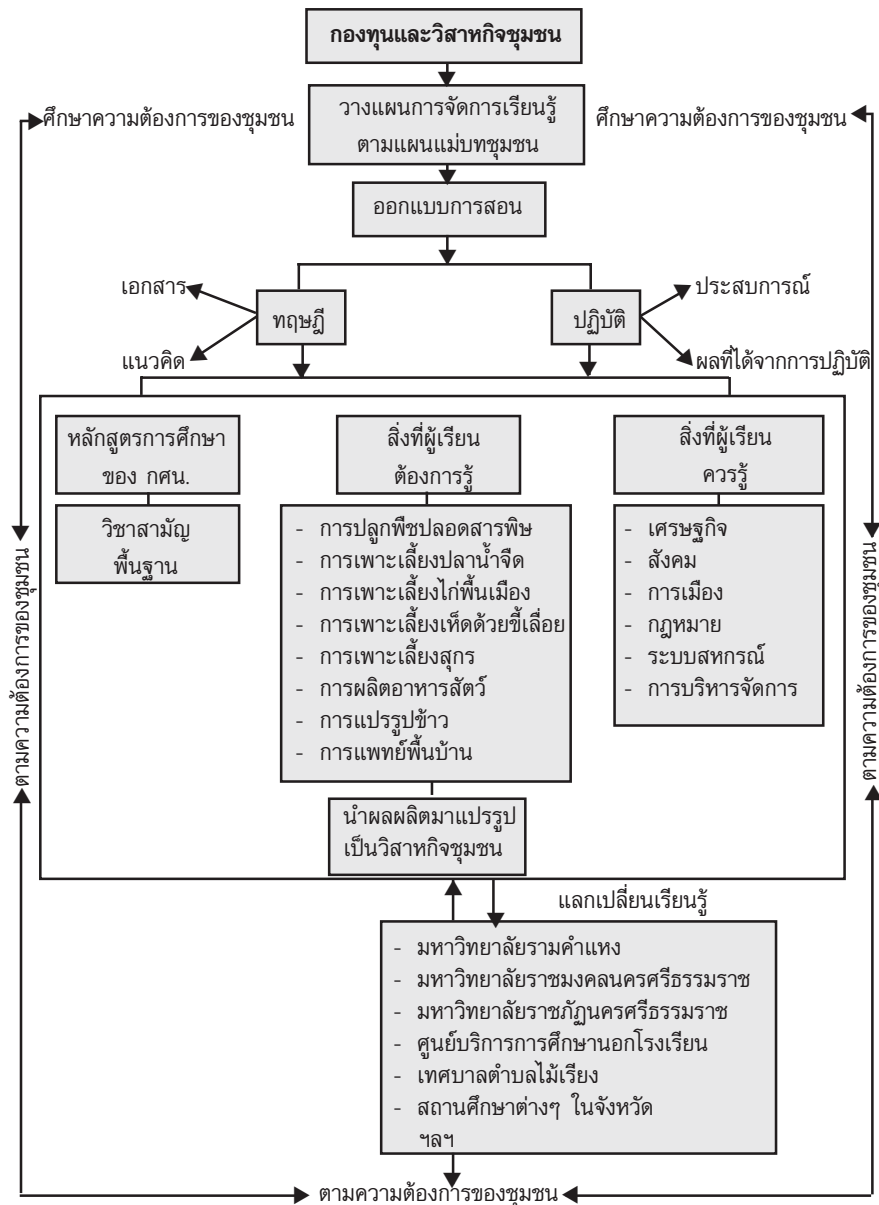 กองทุนและวิสาหกิจชุมชน
ศึกษาความต้องการของชุมชน
วางแผนการจัดการเรียนรู้
ตามแผนแม่บทชุมชน
ศึกษาความต้องการของชุมชน
ออกแบบการสอน
เอกสาร
ทฤษฎี
แนวคิด
ประสบการณ์
ปฏิบัติ
ผลที่ได้จากการปฏิบัติ
หลักสูตรการศึกษา
ของ กศน.
วิชาสามัญ
พื้นฐาน
สิ่งที่ผู้เรียน
ต้องการรู้
- การปลูกพืชปลอดสารพิษ
- การเพาะเลี้ยงปลาน้ำจืด
- การเพาะเลี้ยงไก่พื้นเมือง
- การเพาะเลี้ยงเห็ดด้วยขี้เลื่อย
- การเพาะเลี้ยงสุกร
- การผลิตอาหารสัตว์
- การแปรรูปข้าว
- การแพทย์พื้นบ้าน
นำผลผลิตมาแปรรูป
เป็นวิสาหกิจชุมชน
สิ่งที่ผู้เรียน
ควรรู้
- เศรษฐกิจ
- สังคม
- การเมือง
- กฎหมาย
- ระบบสหกรณ์
- การบริหารจัดการ
ตามความต้องการของชุมชน
ตามความต้องการของชุมชน
แลกเปลี่ยนเรียนรู้
- มหาวิทยาลัยรามคำแหง
- มหาวิทยาลัยราชมงคลนครศรีธรรมราช
- มหาวิทยาลัยราชภัฏนครศรีธรรมราช
- ศูนย์บริการการศึกษานอกโรงเรียน
- เทศบาลตำบลไม้เรียง
- สถานศึกษาต่างๆ ในจังหวัด
ฯลฯ
ตามความต้องการของชุมชน